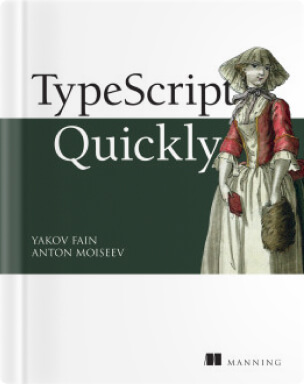 TypeScript
Quickly
YAKOV FAIN
ANTON MOISEEV
MANNING